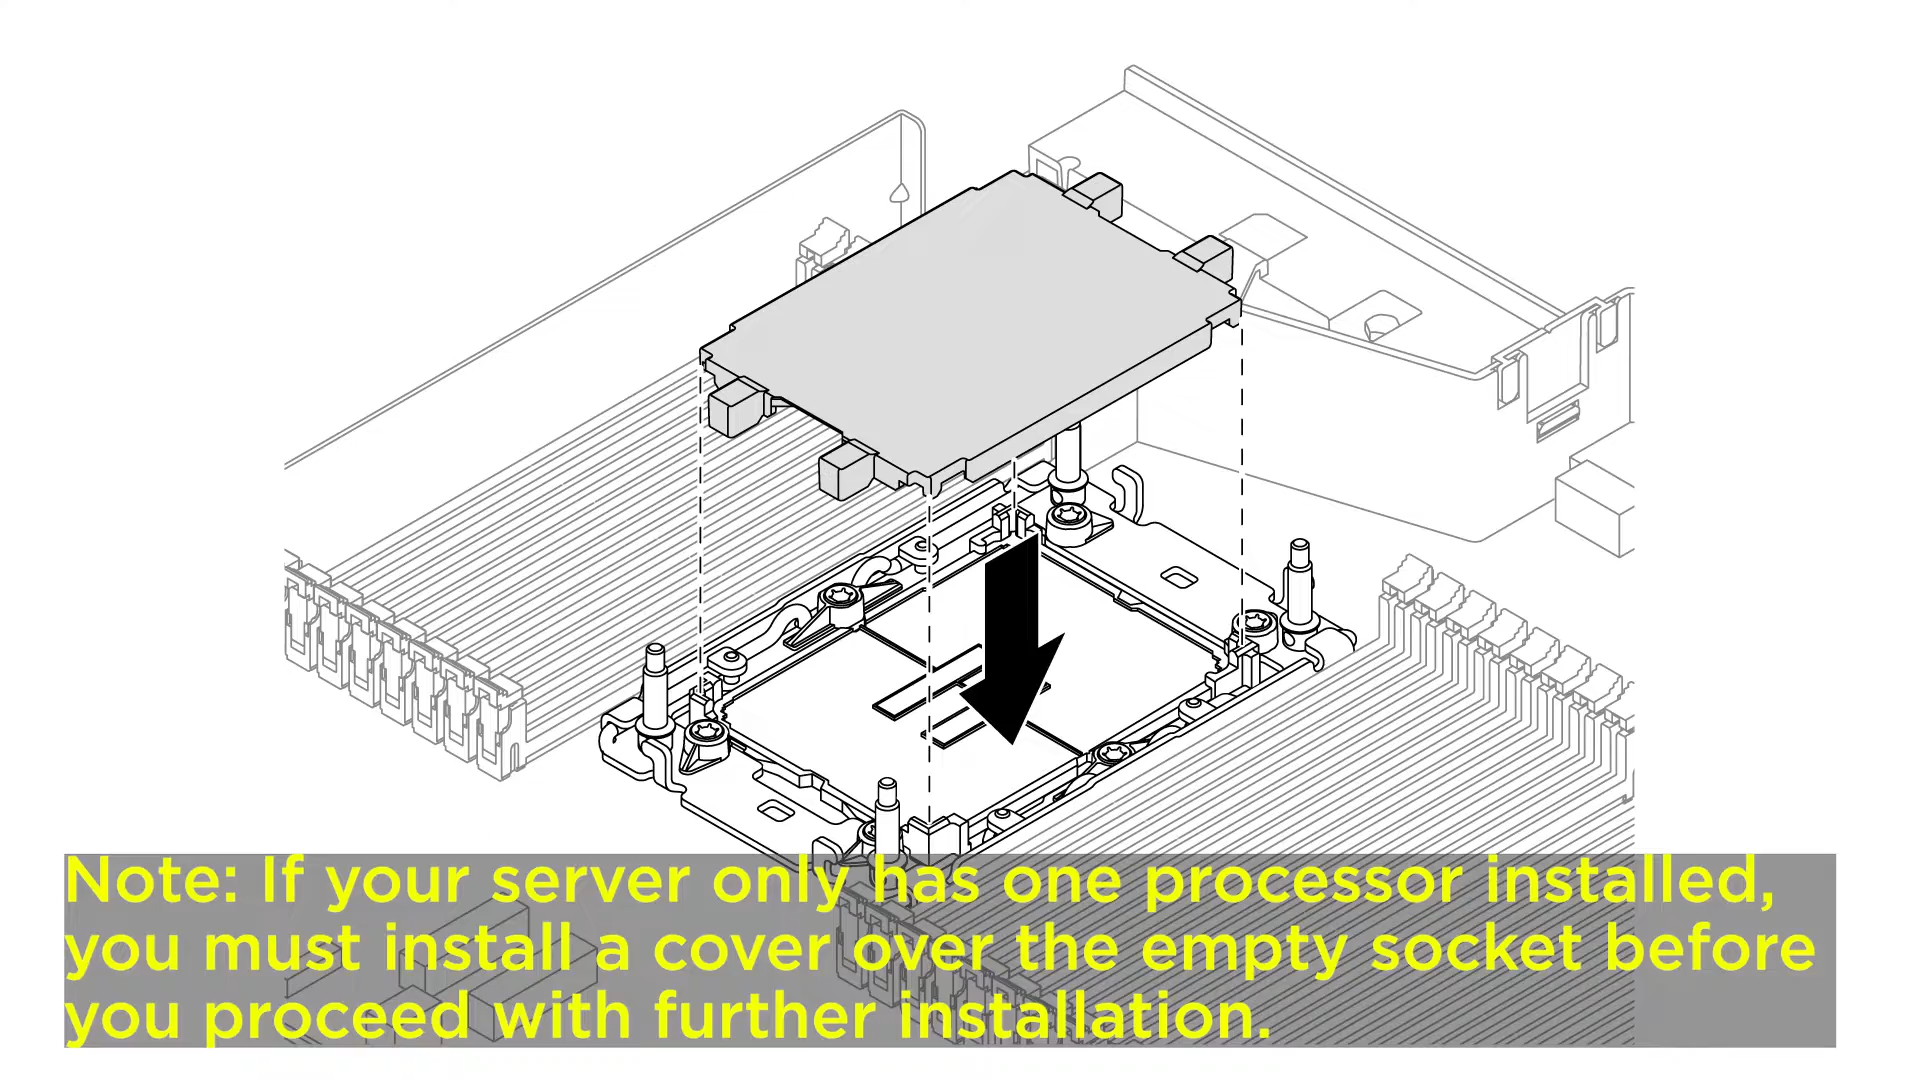 Note: If your server only has one processor installed,
you must install a cover over the empty socket before
you proceed with further installation.